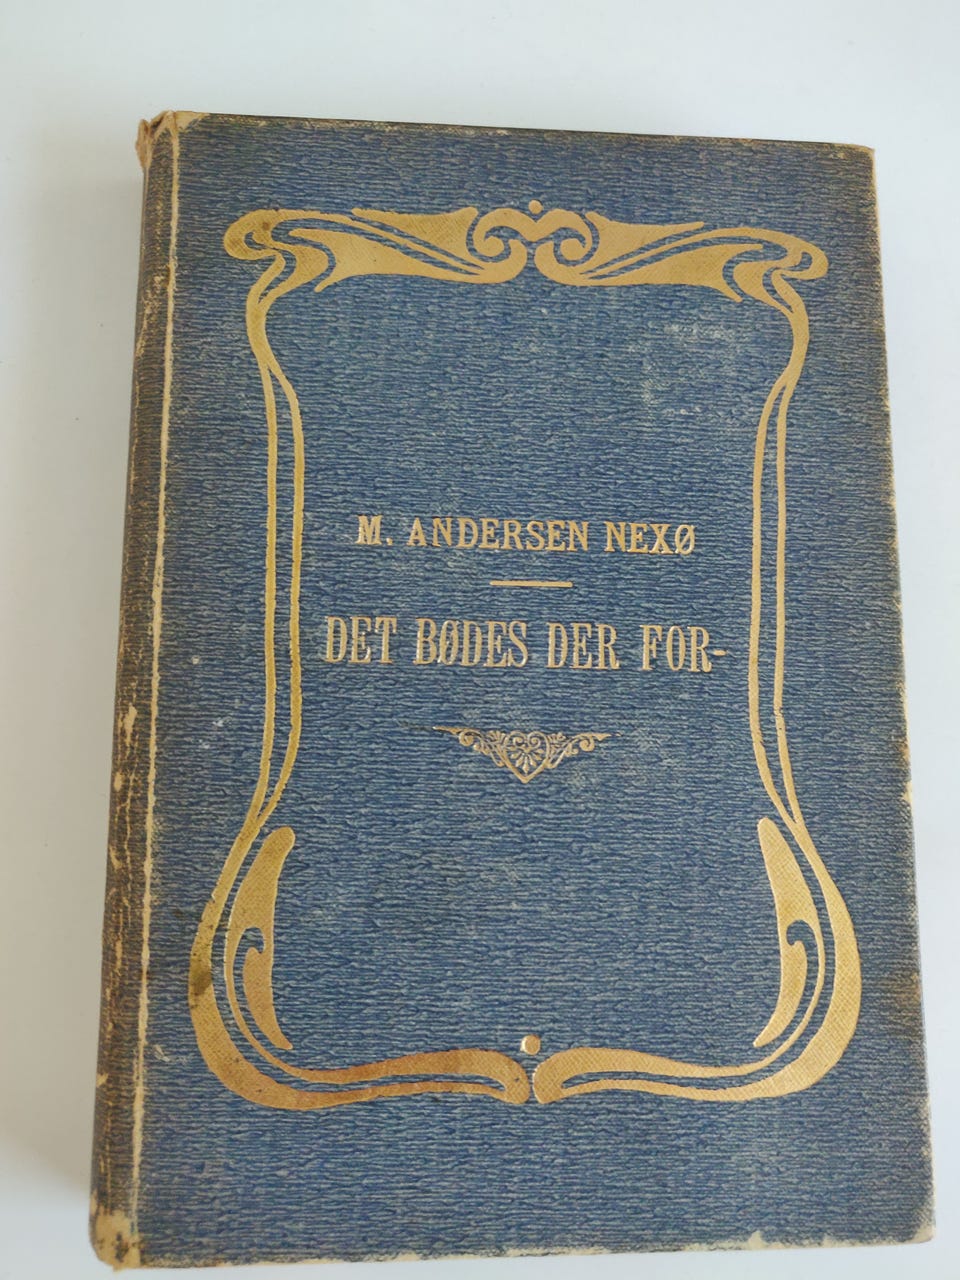 M. ANDERSEN NEXØ
DET BØDES DER FOR-